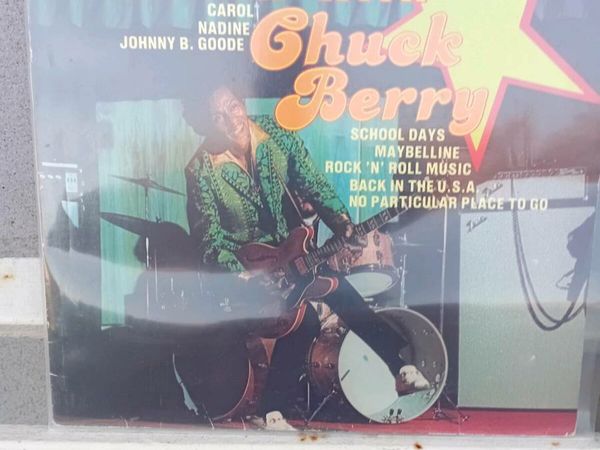 CAROL
NADINE
JOHNNY B. GOODE
Chuck
Berry
SCHOOL DAYS
MAYBELLINE
ROCK 'N' ROLL MUSIC
BACK IN THE U.S.A.
NO PARTICULAR PLACE TO GO